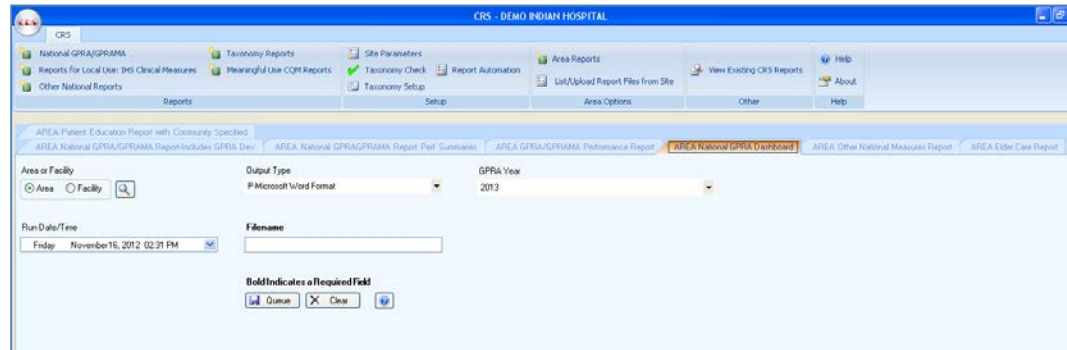 CRS - DEMO INDIAN HOSPITAL
CRS
National GPRA/GPRAMA
Reports for Local Use: IHS Clinical Measures
Other National Reports
Taxonomy Reports
Meaningful Use CQM Reports
Reports
Site Parameters
Taxonomy Check
Report Automation
Taxonomy Setup
Setup
Area Reports
List/Upload Report Files from Site
Area Options
View Existing CRS Reports
Other
Help
About
Help
AREA Patient Education Report with Community Specified
AREA National GPRA/GPRAMA Report-Includes GPRA Dev
AREA National GPRAGPRAMA Report Perf Summaries
AREA GPRA/GPRAMA Performance Report
AREA National GPRA Dashboard
AREA Other National Measures Report
AREA Elder Care Report
Area or Facility
Area
Facility
Output Type
P-Microsoft Word Format
GPRA Year
2013
Run Date/Time
Friday November 16, 2012 02:31 PM
Filename
Bold Indicates a Required Field
Queue
Clear